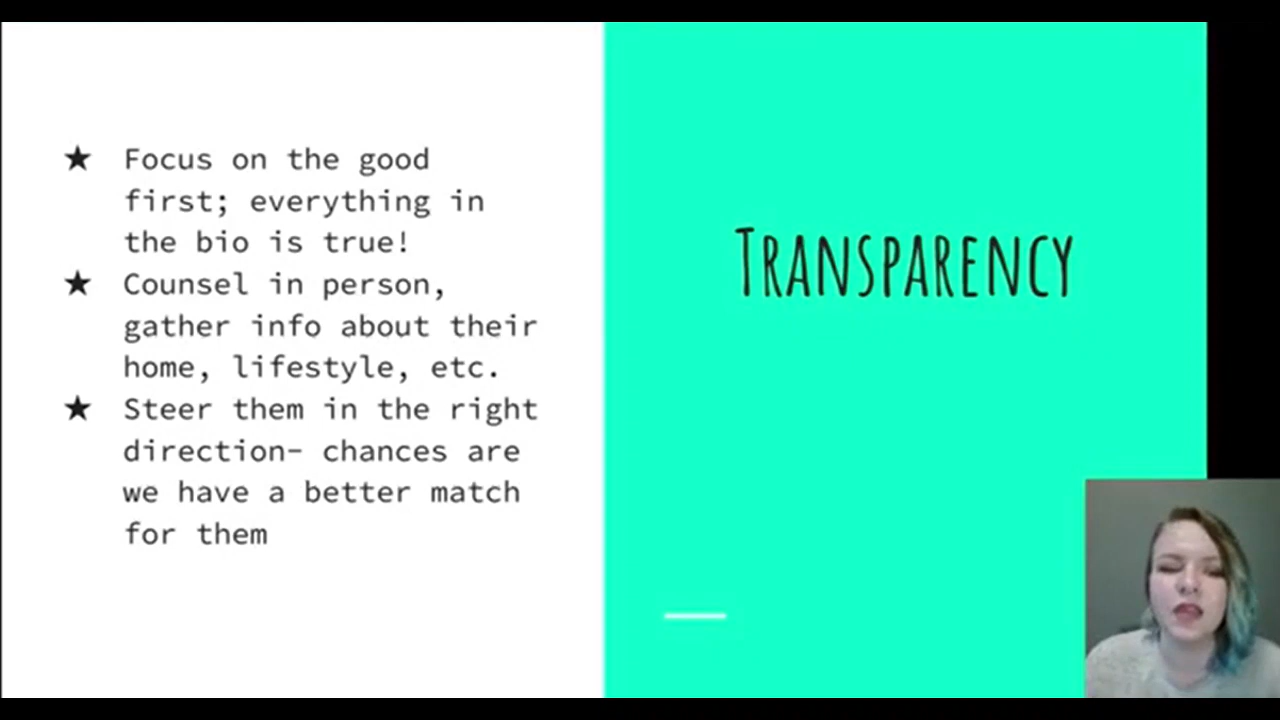 ★ Focus on the good
first; everything in
the bio is true!
★ Counsel in person,
gather info about their
home, lifestyle, etc.
★ Steer them in the right
direction– chances are
we have a better match
for them
Transparency